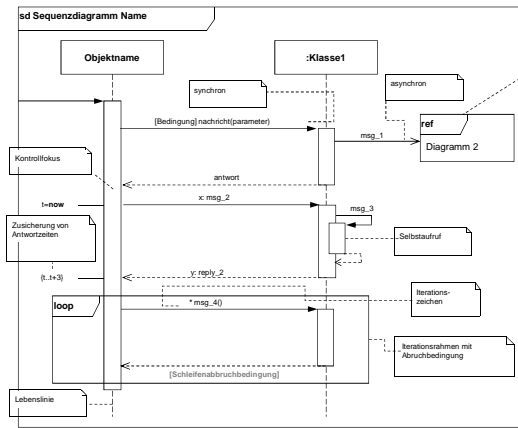 sd Sequenzdiagramm Name
Objektname
:Klasse1
synchron
asynchron
[Bedingung] nachricht(parameter)
msg_1
ref
Diagramm 2
Kontrollfokus
antwort
t=now
x: msg_2
msg_3
Zusicherung von
Antwortzeiten
Selbstaufruf
{t..t+3}
y: reply_2
Iterations-
zeichen
loop
* msg_4()
Iterationsrahmen mit
Abruchbedingung
[Schleifenabbruchbedingung]
Lebenslinie